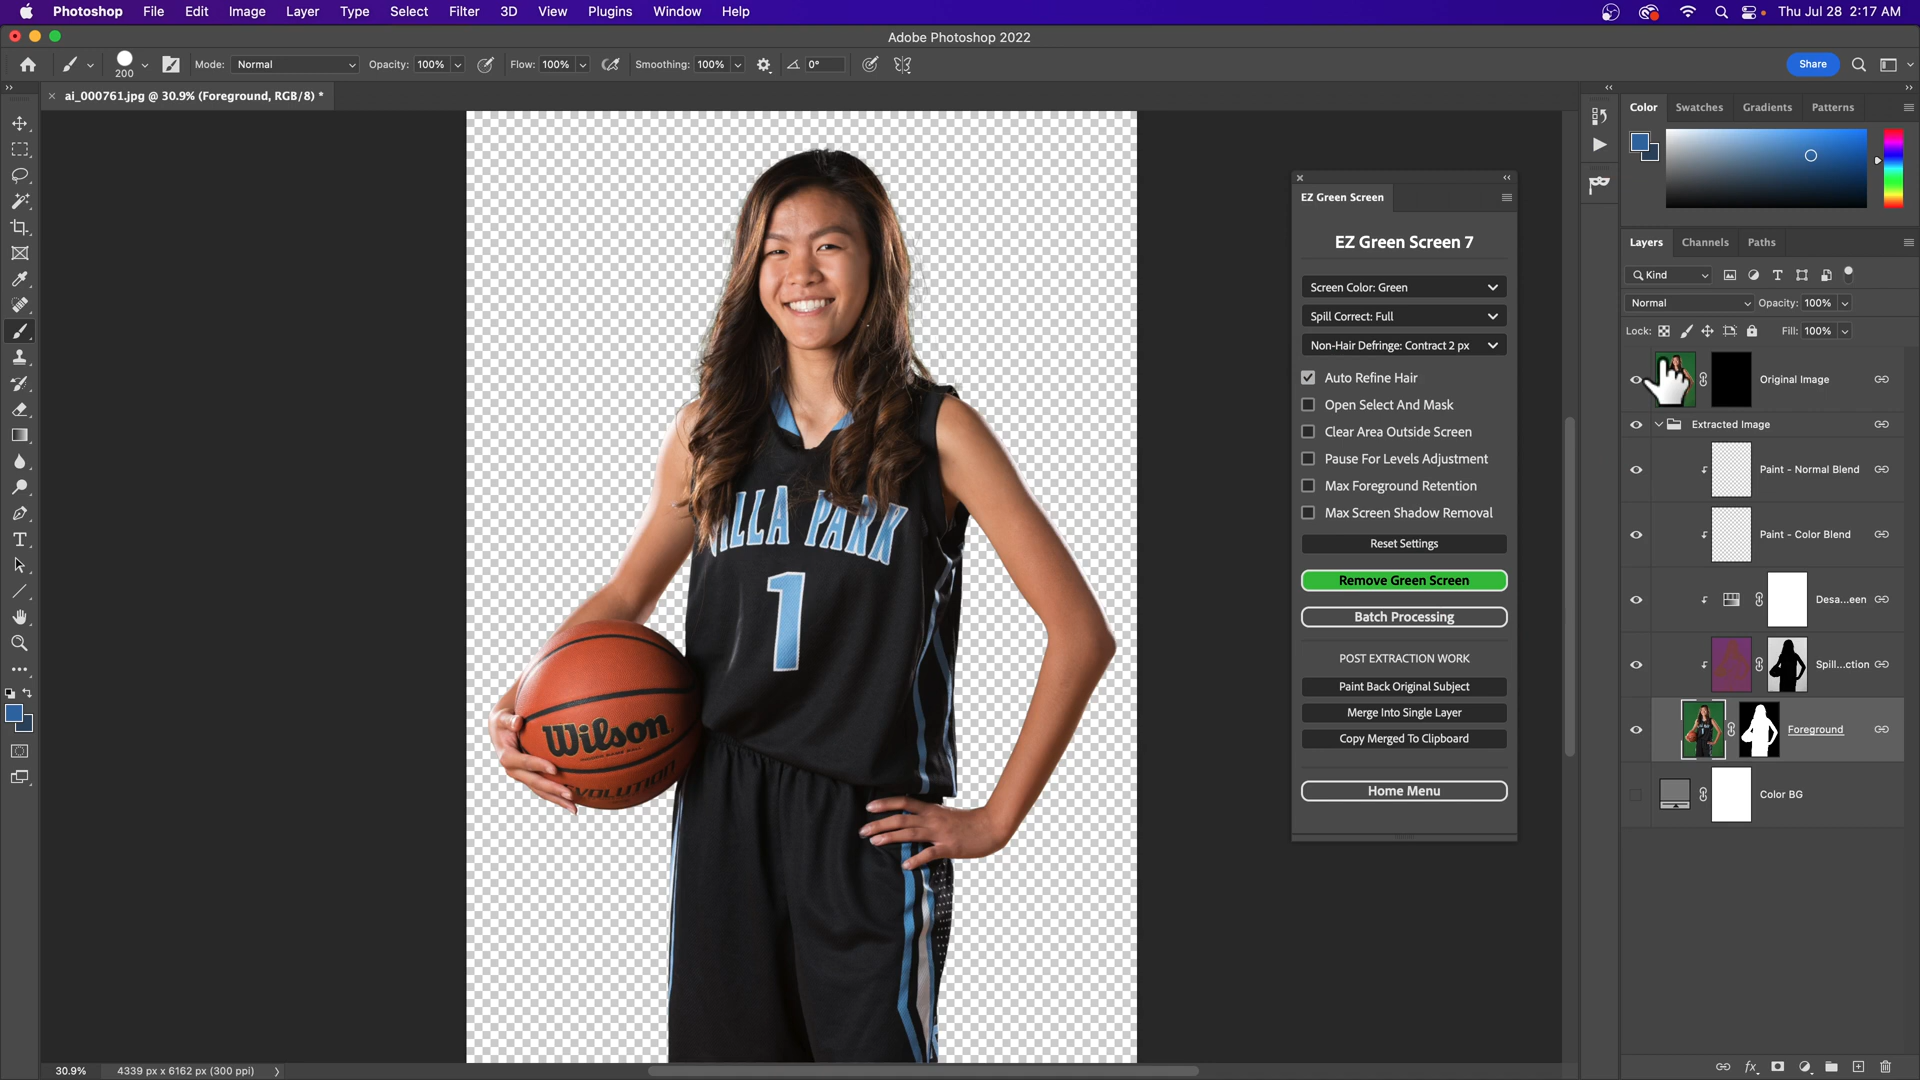 Photoshop File Edit Image Layer Type Select Filter 3D View Plugins Window Help Thu Jul 28 2:17 AM
Adobe Photoshop 2022
200 Mode: Normal Opacity: 100% Flow: 100% Smoothing: 100% 0° Share
ai_000761.jpg @ 30.9% (Foreground, RGB/8) *
VILLA PARK
1
Wilson
EVOLUTION
EZ Green Screen
EZ Green Screen 7
Screen Color: Green
Spill Correct: Full
Non-Hair Defringe: Contract 2 px
Auto Refine Hair
Open Select And Mask
Clear Area Outside Screen
Pause For Levels Adjustment
Max Foreground Retention
Max Screen Shadow Removal
Reset Settings
Remove Green Screen
Batch Processing
POST EXTRACTION WORK
Paint Back Original Subject
Merge Into Single Layer
Copy Merged To Clipboard
Home Menu
Color Swatches Gradients Patterns
Layers Channels Paths
Kind
Normal Opacity: 100%
Lock: Fill: 100%
Original Image
Extracted Image
Paint - Normal Blend
Paint - Color Blend
Desa...een
Spill...ction
Foreground
Color BG
30.9% 4339 px x 6162 px (300 ppi)